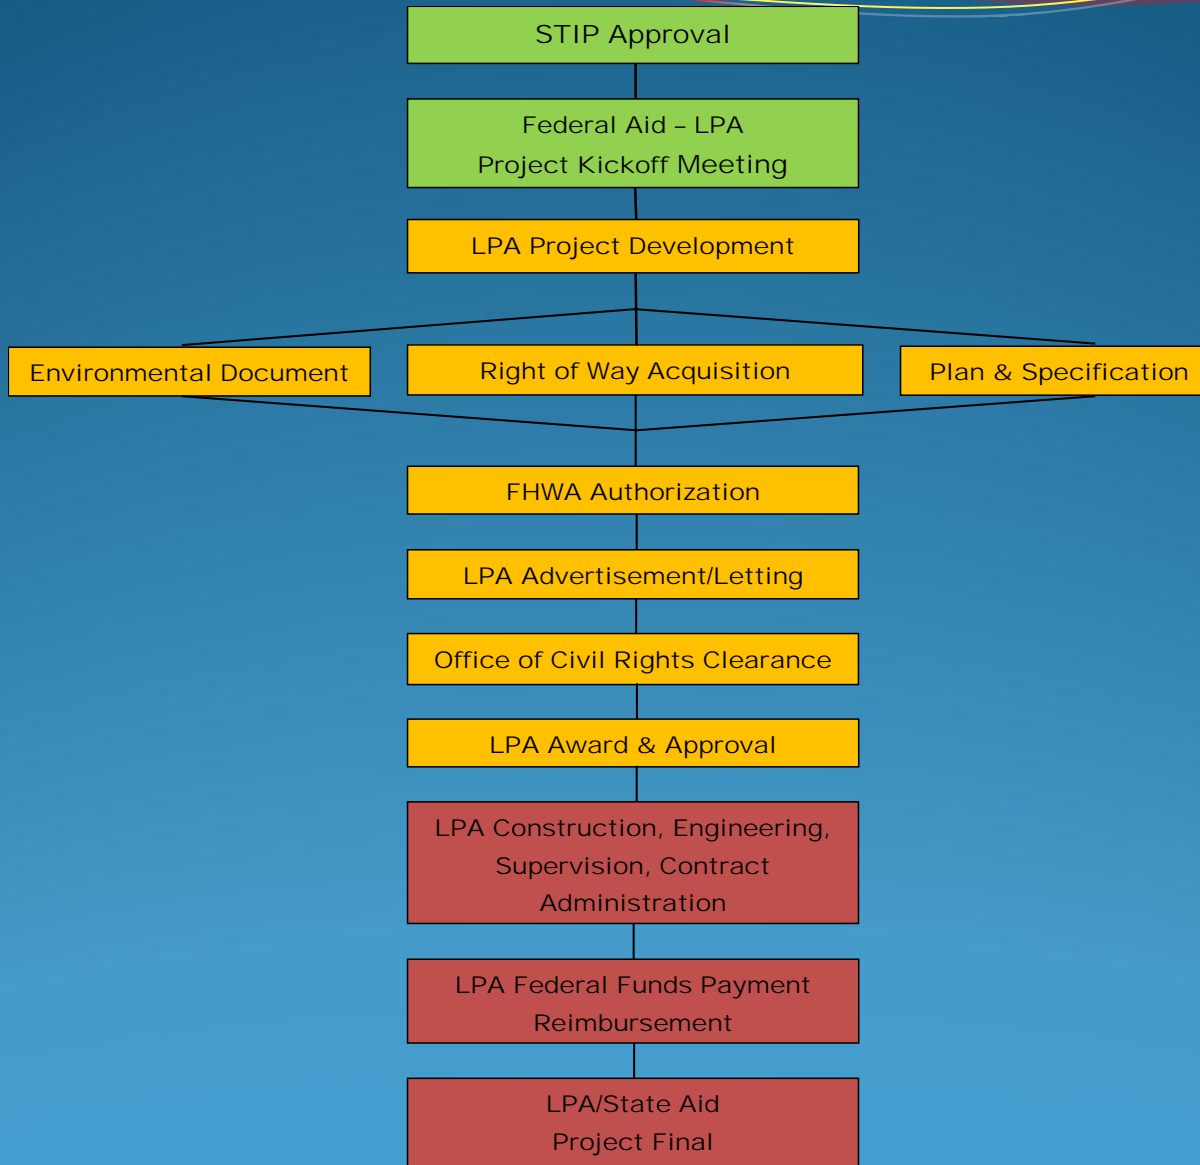 STIP Approval
Federal Aid – LPA
Project Kickoff Meeting
LPA Project Development
Environmental Document
Right of Way Acquisition
Plan & Specification
FHWA Authorization
LPA Advertisement/Letting
Office of Civil Rights Clearance
LPA Award & Approval
LPA Construction, Engineering,
Supervision, Contract
Administration
LPA Federal Funds Payment
Reimbursement
LPA/State Aid
Project Final